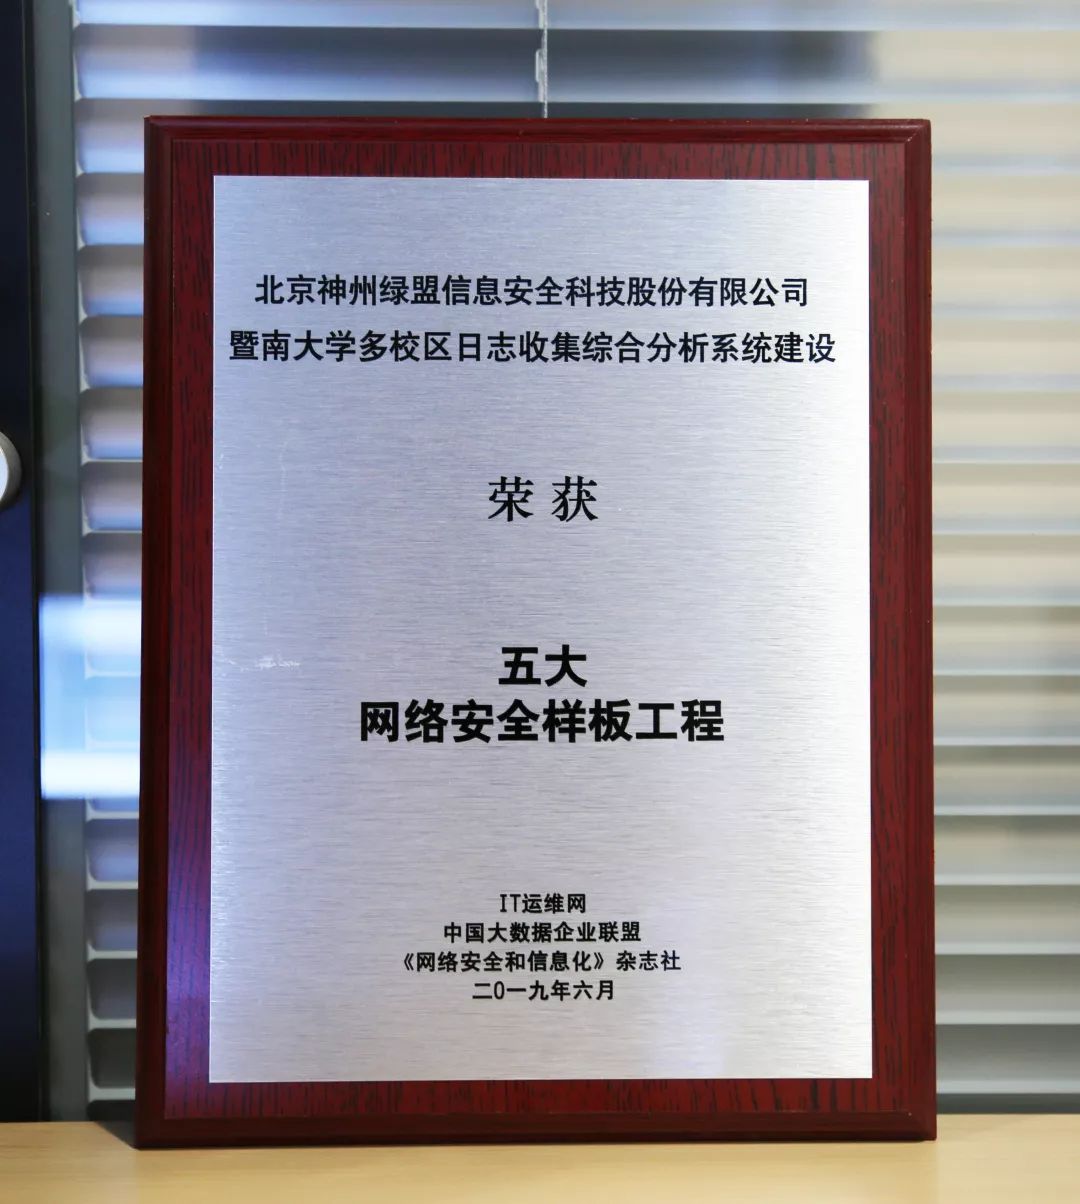 北京神州绿盟信息安全科技股份有限公司
暨南大学多校区日志收集综合分析系统建设
荣获
五大
网络安全样板工程
IT运维网
中国大数据企业联盟
《网络安全和信息化》杂志社
二0一九年六月